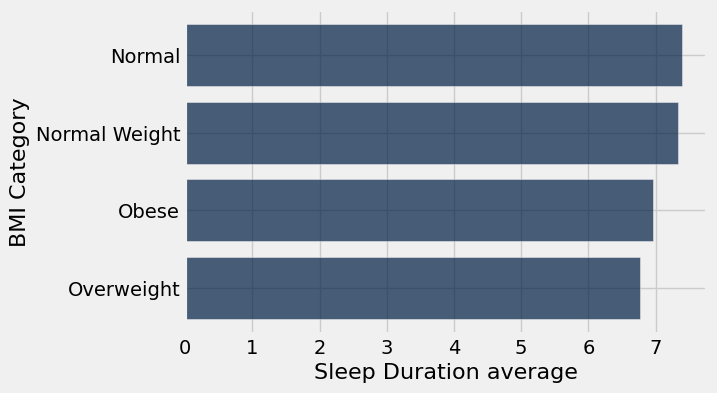 BMI Category
Normal
Normal Weight
Obese
Overweight
0 1 2 3 4 5 6 7
Sleep Duration average